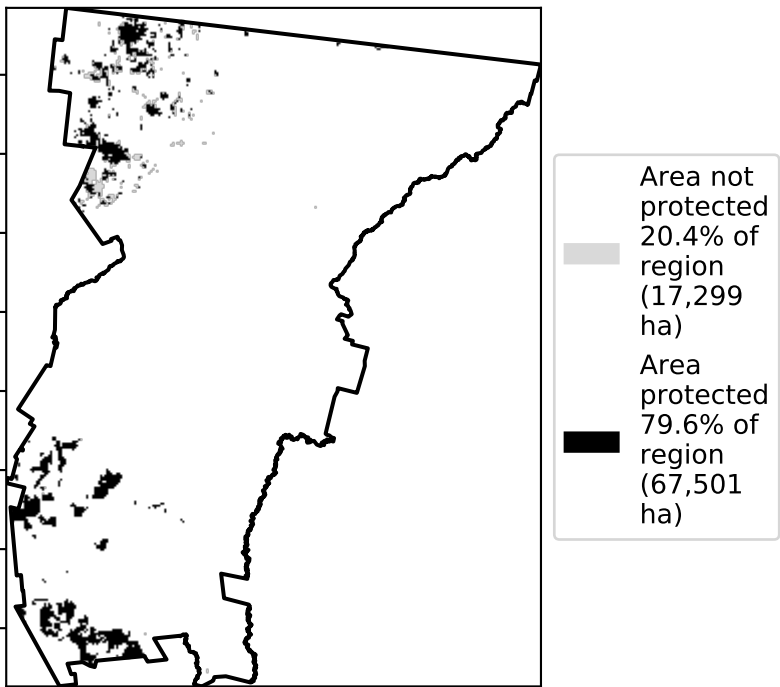 Area not
protected
20.4% of
region
(17,299
ha)
Area
protected
79.6% of
region
(67,501
ha)